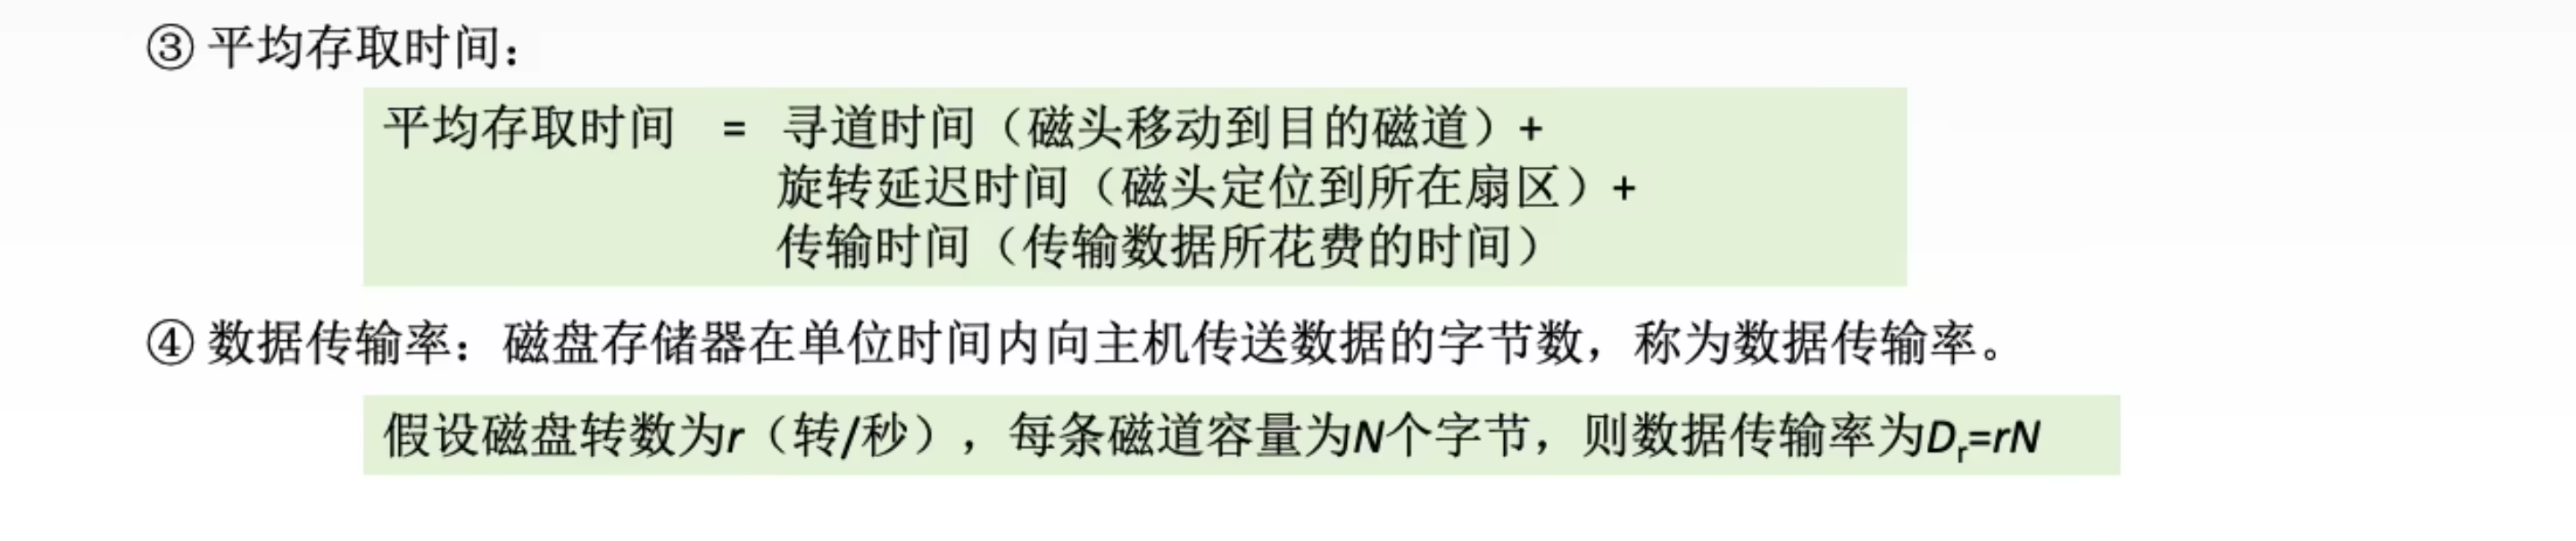 ③ 平均存取时间：
平均存取时间 = 寻道时间（磁头移动到目的磁道）+
旋转延迟时间（磁头定位到所在扇区）+
传输时间（传输数据所花费的时间）
④ 数据传输率：磁盘存储器在单位时间内向主机传送数据的字节数，称为数据传输率。
假设磁盘转数为r（转/秒），每条磁道容量为N个字节，则数据传输率为Dr=rN